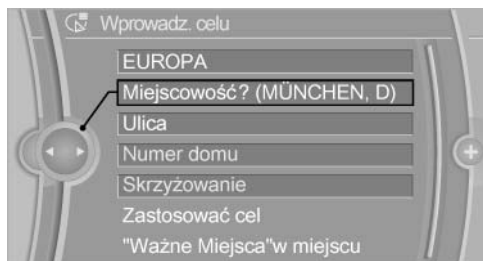 Wprowadz. celu
EUROPA
Miejscowość? (MÜNCHEN, D)
Ulica
Numer domu
Skrzyżowanie
Zastosować cel
"Ważne Miejsca"w miejscu